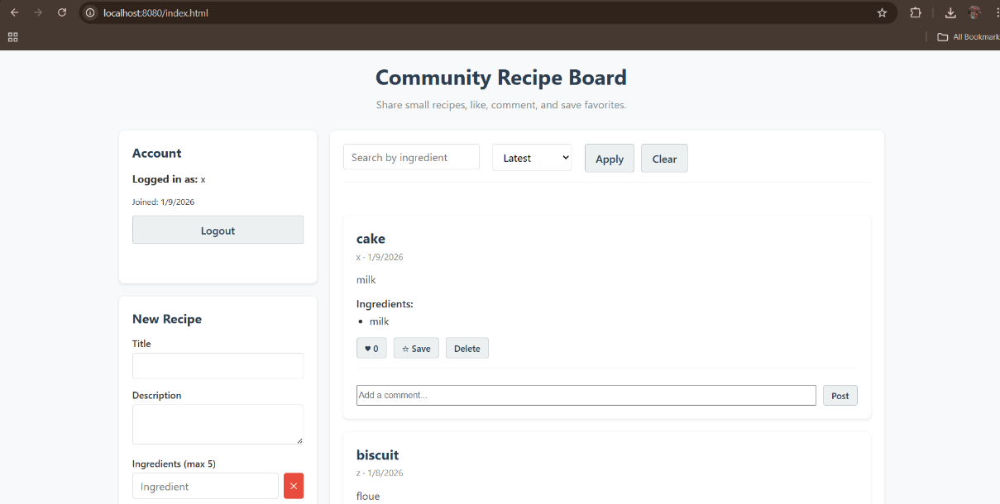 localhost:8080/index.html
All Bookmark
Community Recipe Board
Share small recipes, like, comment, and save favorites.
Account
Logged in as: x
Joined: 1/9/2026
Logout
New Recipe
Title
Description
Ingredients (max 5)
Ingredient
Search by ingredient
Latest
Apply
Clear
cake
x · 1/9/2026
milk
Ingredients:
• milk
♥ 0
☆ Save
Delete
Add a comment...
Post
biscuit
z · 1/8/2026
floue